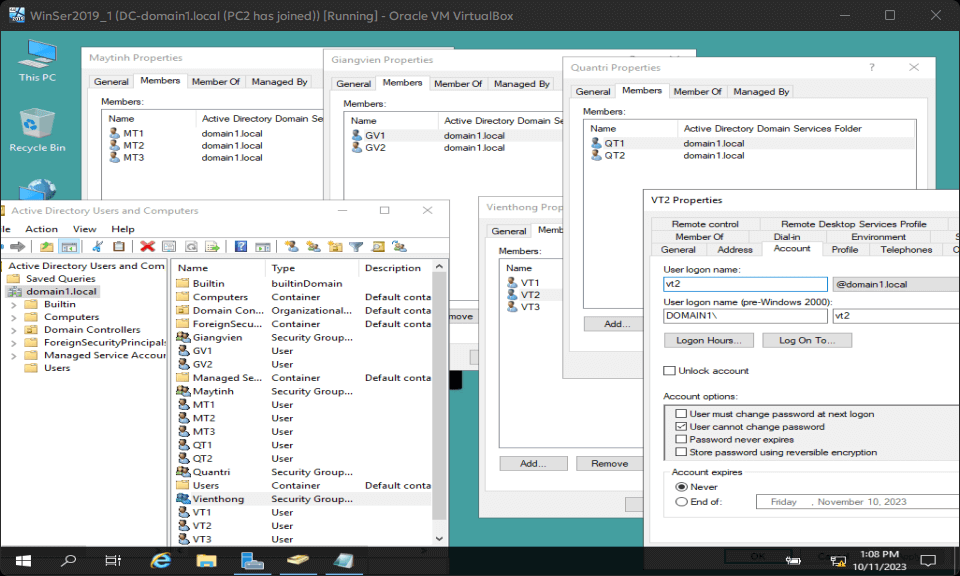 WinSer2019_1 (DC-domain1.local (PC2 has joined)) [Running] - Oracle VM VirtualBox
This PC
Recycle Bin
Maytinh Properties
General Members Member Of Managed By
Members:
Name Active Directory Domain Se
MT1 domain1.local
MT2 domain1.local
MT3 domain1.local
Giangvien Properties
General Members Member Of Managed By
Members:
Name Active Directory Domain Se
GV1 domain1.local
GV2 domain1.local
Quantri Properties
General Members Member Of Managed By
Members:
Name Active Directory Domain Services Folder
QT1 domain1.local
QT2 domain1.local
Add...
Vienthong Prop
General Memb
Members:
Name
VT1
VT2
VT3
Add... Remove
move
Active Directory Users and Computers
le Action View Help
Active Directory Users and Com
Saved Queries
domain1.local
Builtin
Computers
Domain Controllers
ForeignSecurityPrincipals
Managed Service Accou
Users
Name Type Description
Builtin builtinDomain
Computers Container Default conta
Domain Con... Organizational...
ForeignSecu... Container Default conta
Giangvien Security Group...
GV1 User
GV2 User
Managed Se... Container Default conta
Maytinh Security Group...
MT1 User
MT2 User
MT3 User
QT1 User
QT2 User
Quantri Security Group...
Users Container Default conta
Vienthong Security Group...
VT1 User
VT2 User
VT3 User
VT2 Properties
Remote control Remote Desktop Services Profile
Member Of Dial-in Environment S
General Address Account Profile Telephones O
User logon name:
vt2 @domain1.local
User logon name (pre-Windows 2000):
DOMAIN1\ vt2
Logon Hours... Log On To...
Unlock account
Account options:
User must change password at next logon
User cannot change password
Password never expires
Store password using reversible encryption
Account expires
Never
End of: Friday , November 10, 2023
OK
1:08 PM
10/11/2023